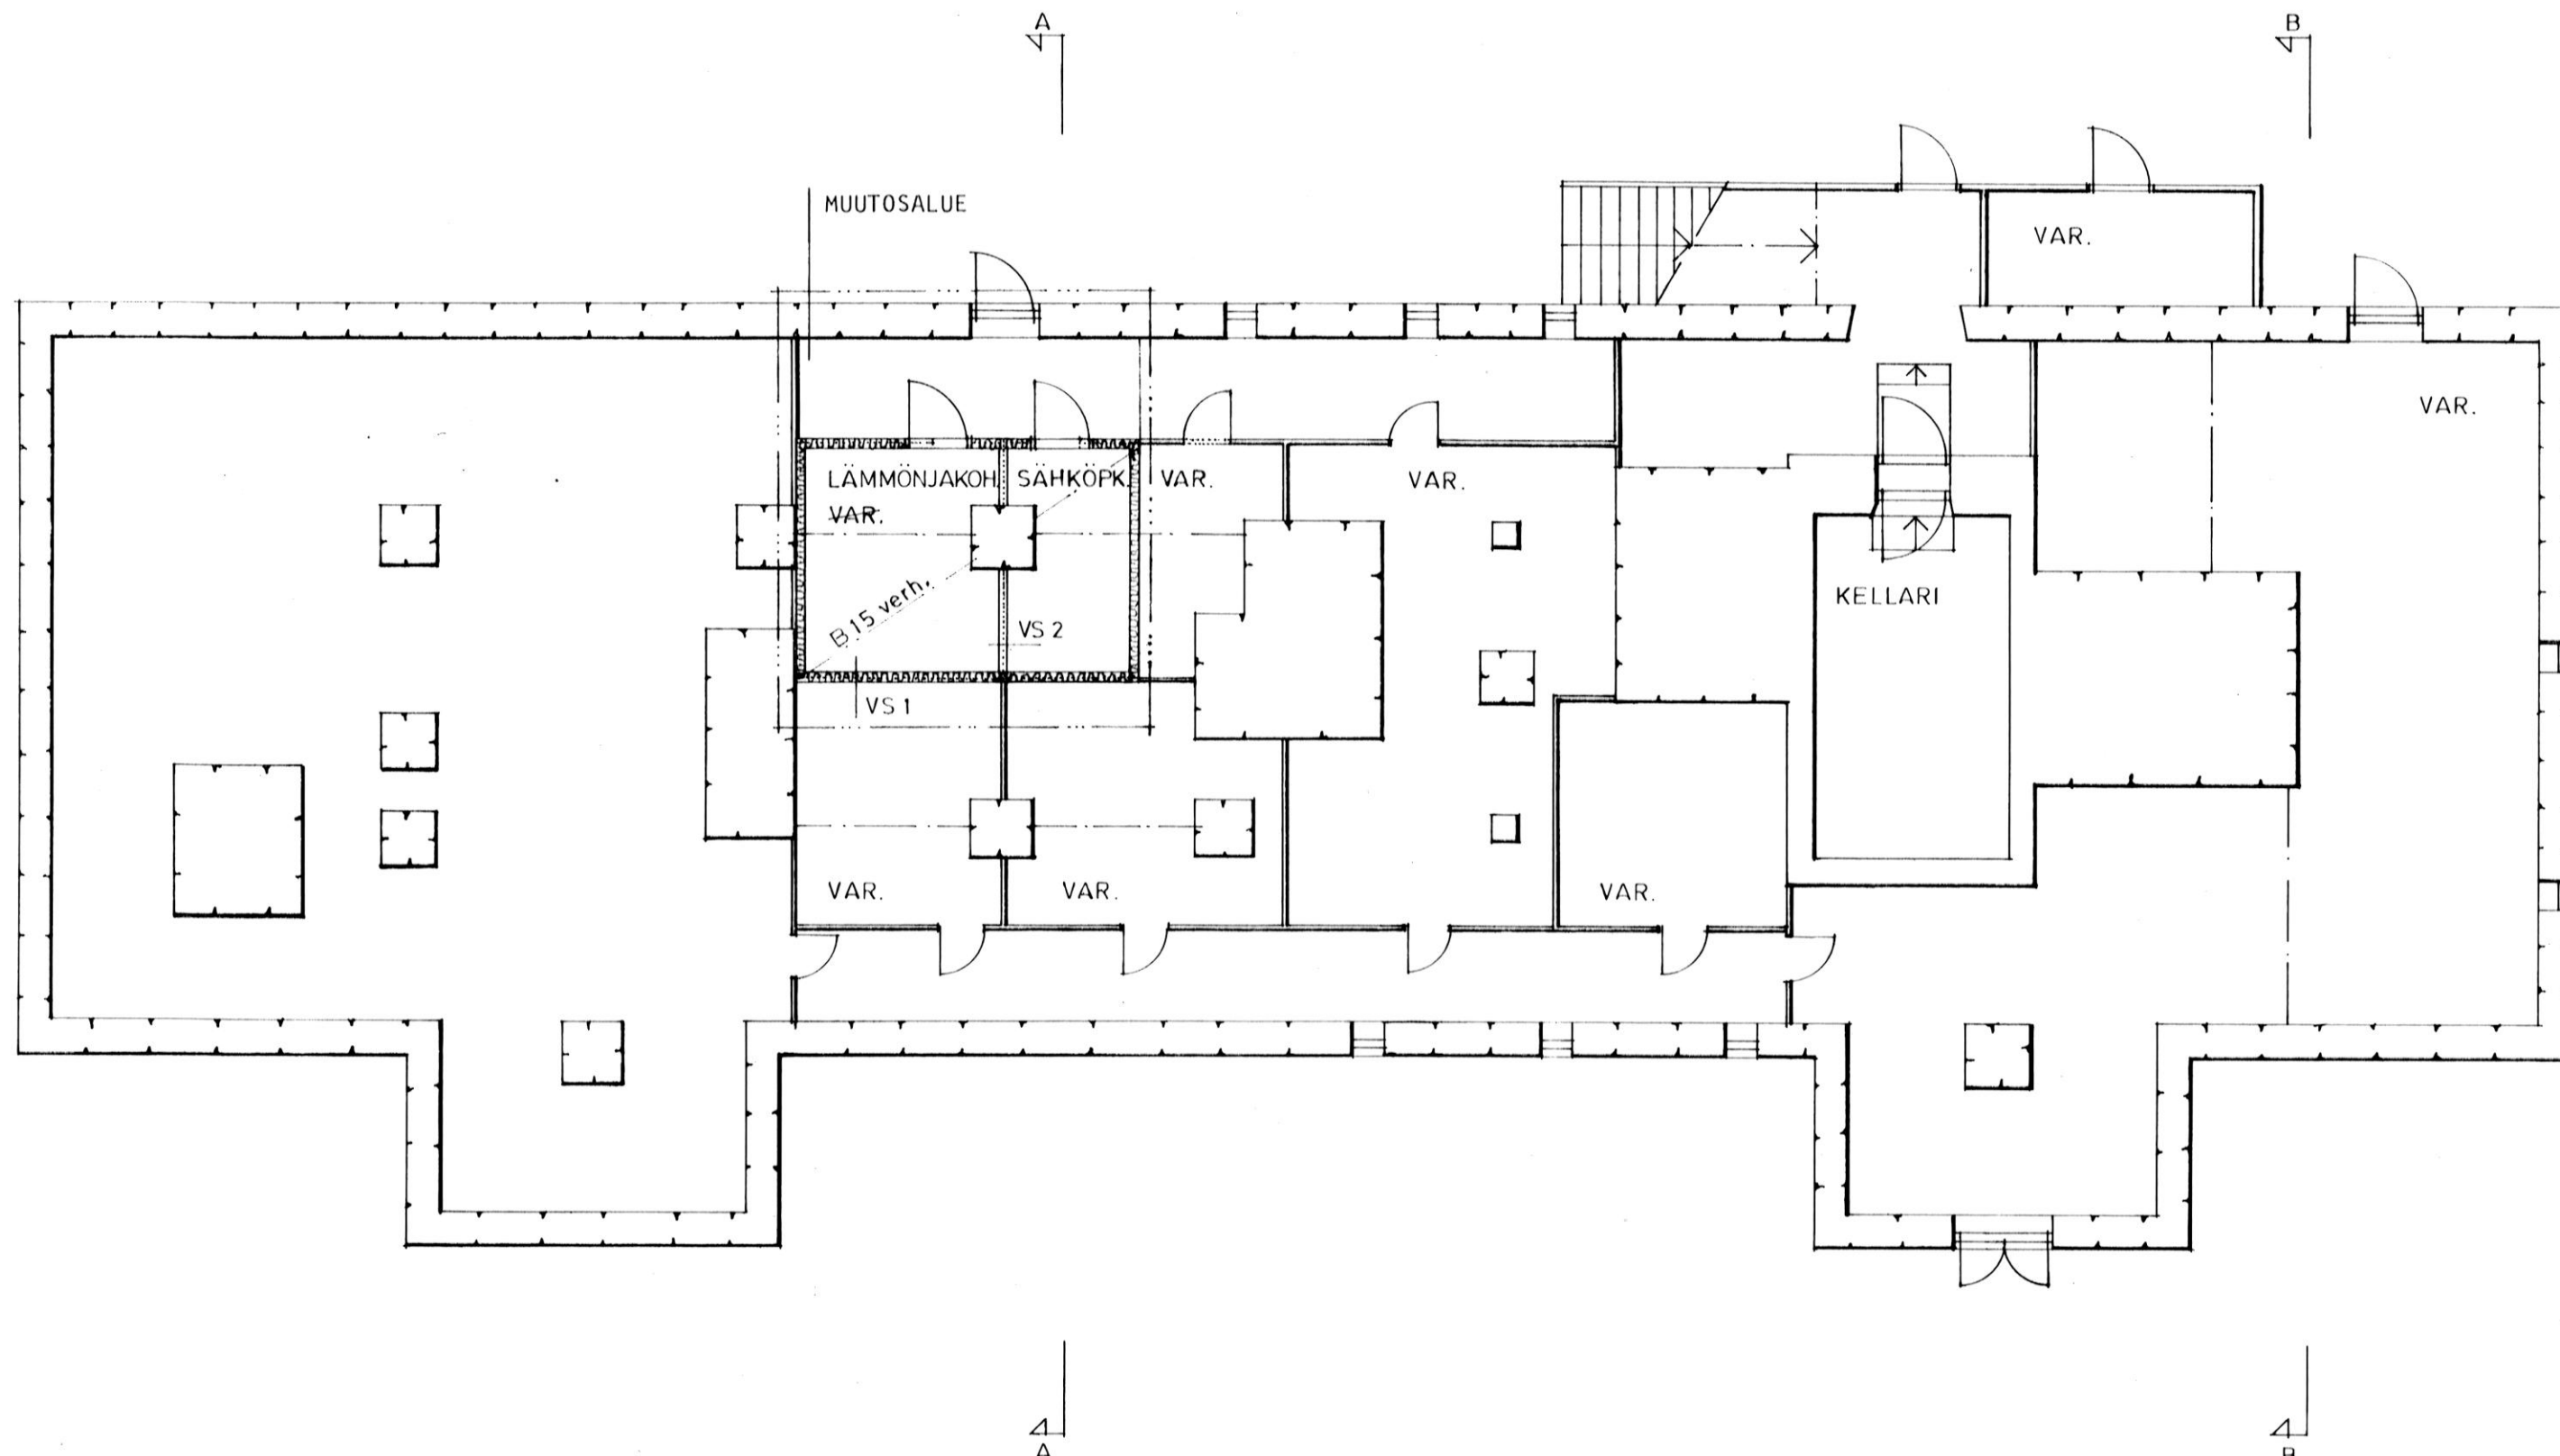 A
B
MUUTOSALUE
VAR.
VAR.
LÄMMÖNJAKOH.
SÄHKÖPK.
VAR.
VAR.
VAR.
B15 verh.
KELLARI
VS 2
VS 1
VAR.
VAR.
VAR.
A
B